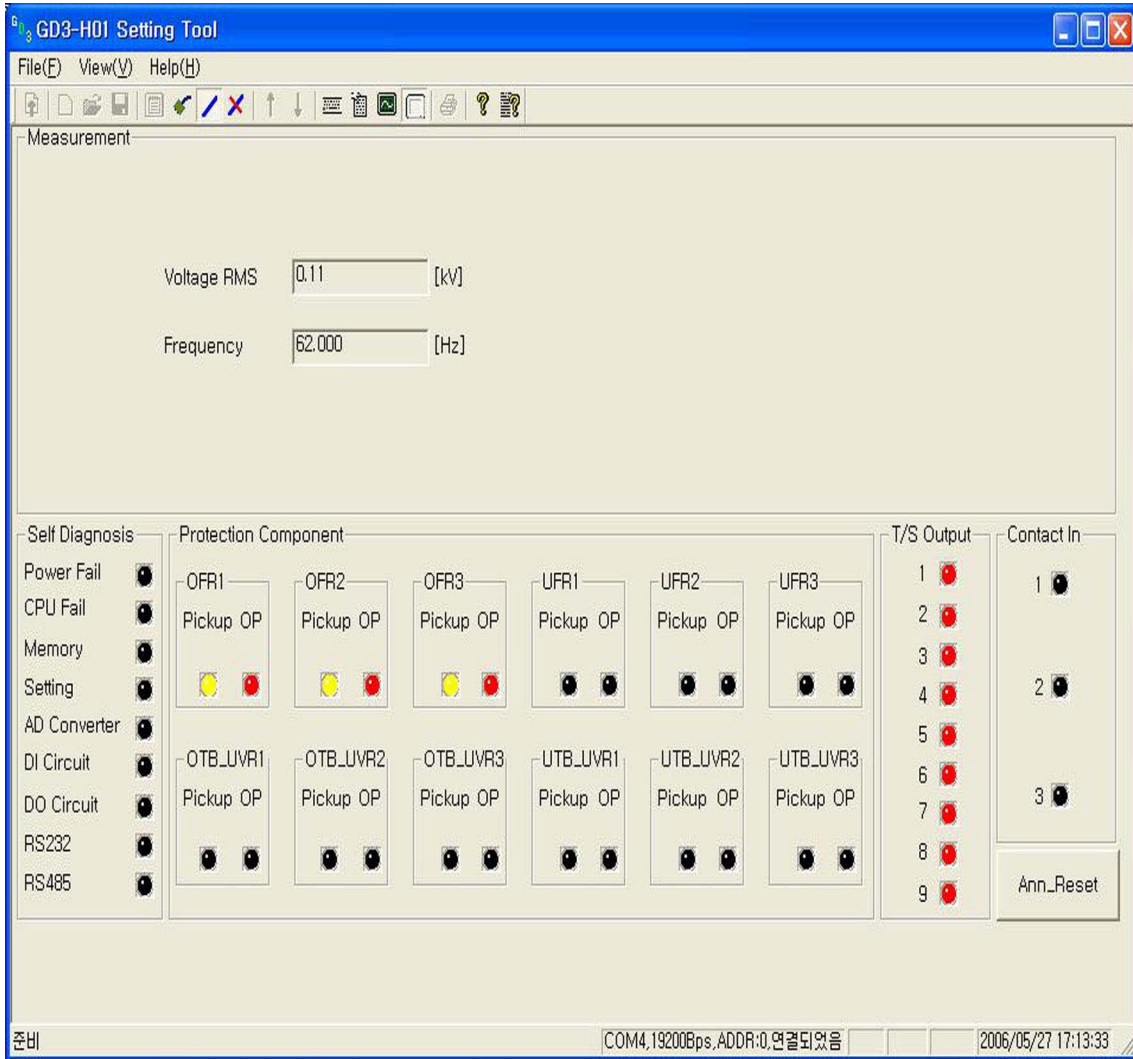 GD3 GD3-H01 Setting Tool
File(F) View(V) Help(H)
Measurement
Voltage RMS 0.11 [kV]
Frequency 62.000 [Hz]
Self Diagnosis
Power Fail
CPU Fail
Memory
Setting
AD Converter
DI Circuit
DO Circuit
RS232
RS485
Protection Component
OFR1 OFR2 OFR3 UFR1 UFR2 UFR3
Pickup OP Pickup OP Pickup OP Pickup OP Pickup OP Pickup OP
OTB_UVR1 OTB_UVR2 OTB_UVR3 UTB_UVR1 UTB_UVR2 UTB_UVR3
Pickup OP Pickup OP Pickup OP Pickup OP Pickup OP Pickup OP
T/S Output
1
2
3
4
5
6
7
8
9
Contact In
1
2
3
Ann_Reset
준비 COM4,19200Bps,ADDR:0,연결되었음 2006/05/27 17:13:33